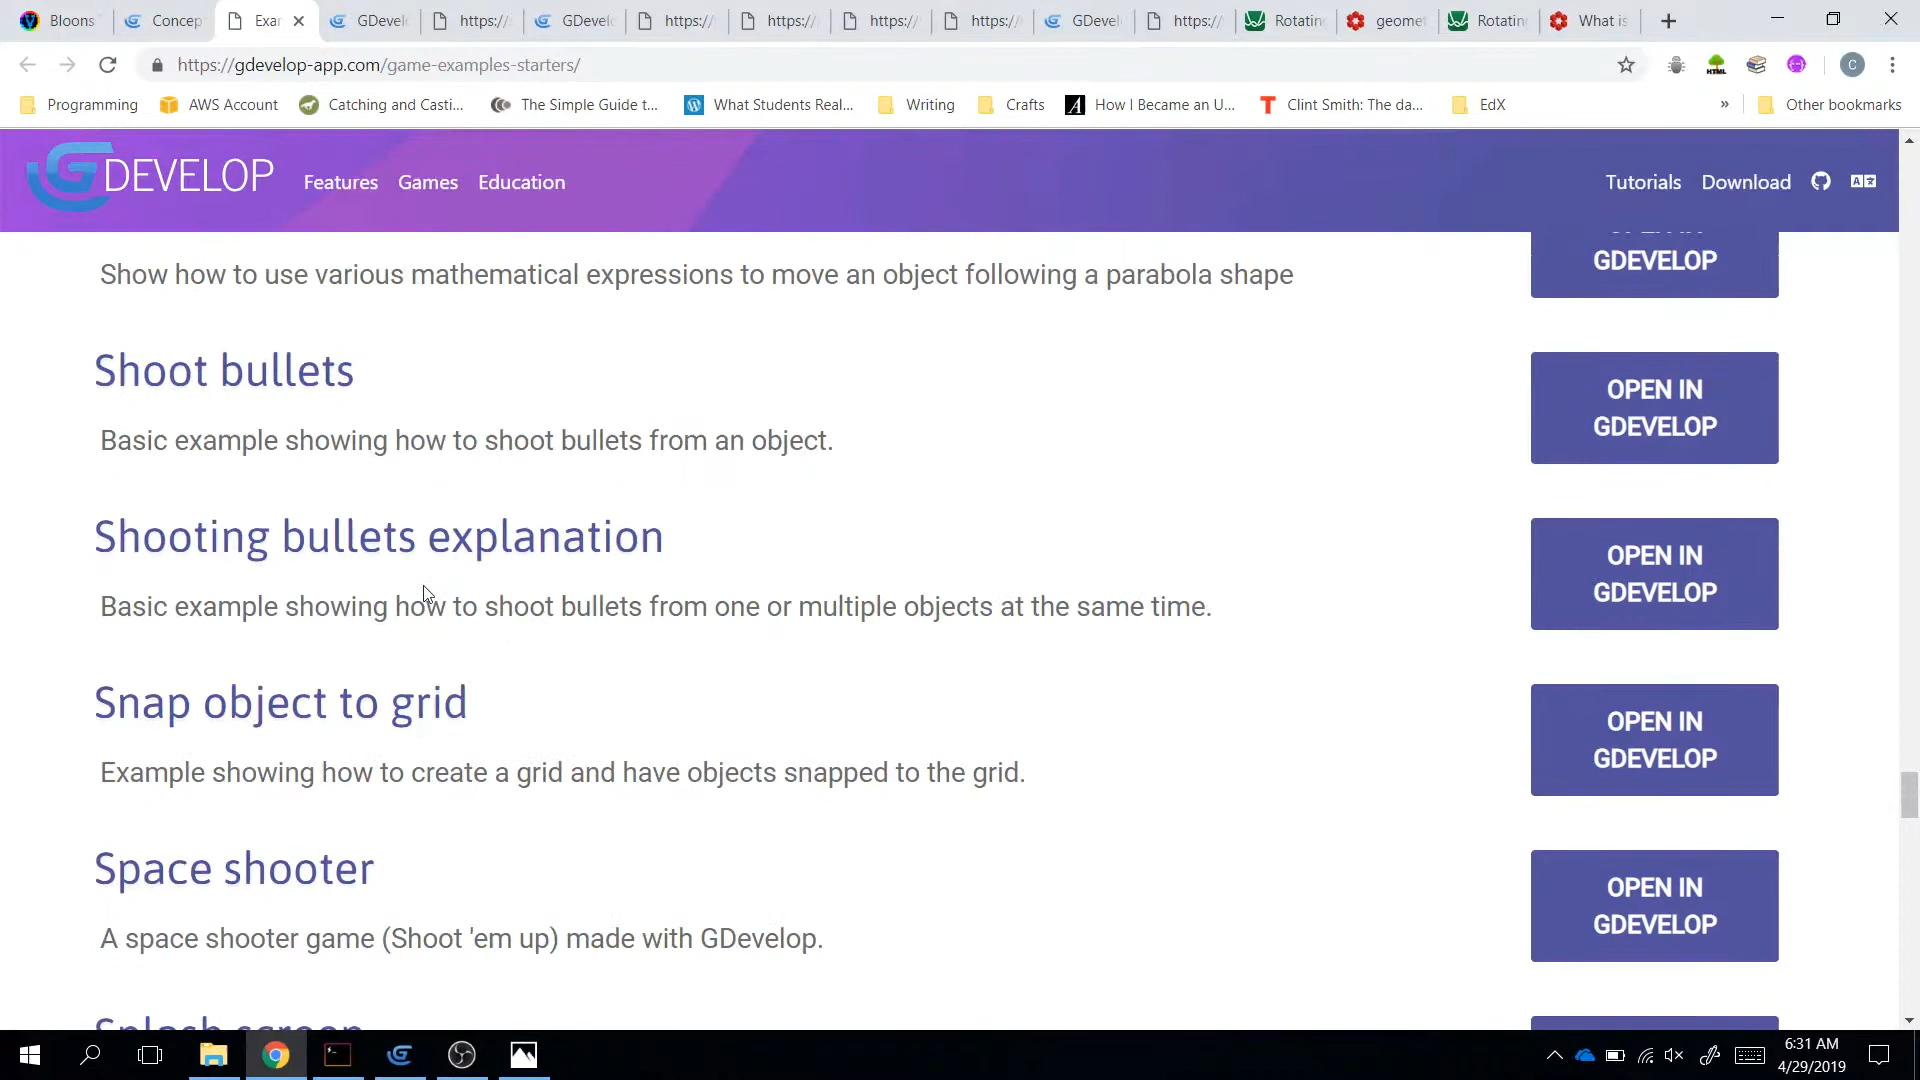 Bloons
Concep
Exa
GDevel
https:/
GDevel
https:/
https:/
https:/
https:/
GDevel
https:/
Rotatin
geomet
Rotatin
What is
https://gdevelop-app.com/game-examples-starters/
C
Programming
AWS Account
Catching and Casti...
The Simple Guide t...
What Students Real...
Writing
Crafts
How I Became an U...
Clint Smith: The da...
EdX
»
Other bookmarks
DEVELOP
Features
Games
Education
Tutorials
Download
Show how to use various mathematical expressions to move an object following a parabola shape
OPEN IN
GDEVELOP
Shoot bullets
Basic example showing how to shoot bullets from an object.
OPEN IN
GDEVELOP
Shooting bullets explanation
Basic example showing how to shoot bullets from one or multiple objects at the same time.
OPEN IN
GDEVELOP
Snap object to grid
Example showing how to create a grid and have objects snapped to the grid.
OPEN IN
GDEVELOP
Space shooter
A space shooter game (Shoot 'em up) made with GDevelop.
OPEN IN
GDEVELOP
Splash screen
6:31 AM
4/29/2019